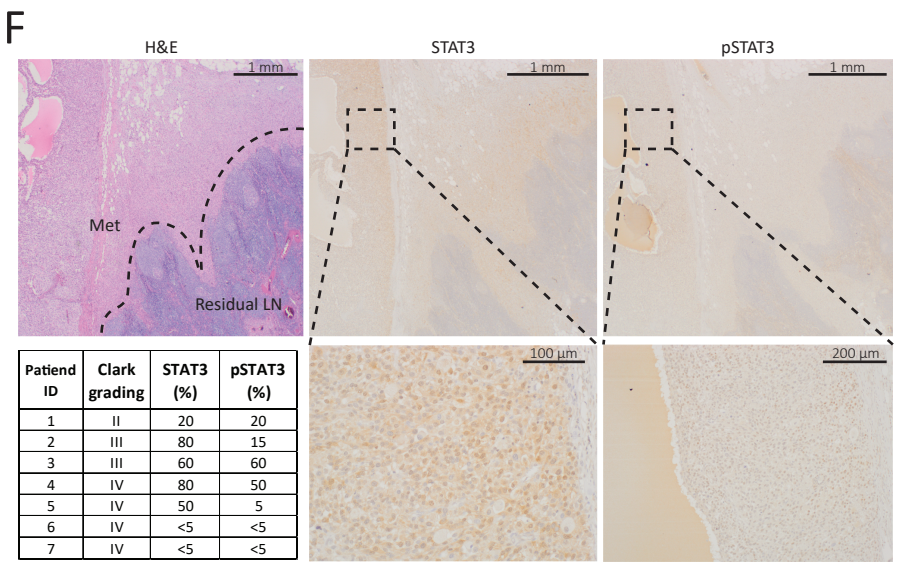 F
H&E
STAT3
pSTAT3
1 mm
1 mm
1 mm
Met
Residual LN
100 µm
200 µm
Patiend ID Clark grading STAT3 (%) pSTAT3 (%)
1 II 20 20
2 III 80 15
3 III 60 60
4 IV 80 50
5 IV 50 5
6 IV <5 <5
7 IV <5 <5